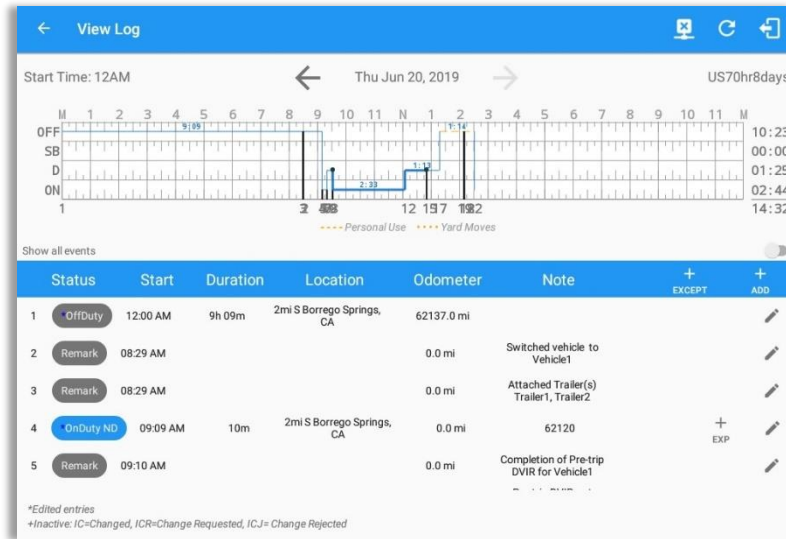 View Log
Start Time: 12AM
Thu Jun 20, 2019
US70hr8days
M 1 2 3 4 5 6 7 8 9 10 11 N 1 2 3 4 5 6 7 8 9 10 11 M
OFF 9:09 1:14 10:23
SB 00:00
D 1:13 01:25
ON 2:33 02:44
1 12 14:32
Personal Use Yard Moves
Show all events
Status Start Duration Location Odometer Note + EXCEPT + ADD
1 *OffDuty 12:00 AM 9h 09m 2mi S Borrego Springs, CA 62137.0 mi
2 Remark 08:29 AM 0.0 mi Switched vehicle to Vehicle1
3 Remark 08:29 AM 0.0 mi Attached Trailer(s) Trailer1, Trailer2
4 *OnDuty ND 09:09 AM 10m 2mi S Borrego Springs, CA 0.0 mi 62120 + EXP
5 Remark 09:10 AM 0.0 mi Completion of Pre-trip DVIR for Vehicle1
*Edited entries
+Inactive: IC=Changed, ICR=Change Requested, ICJ= Change Rejected